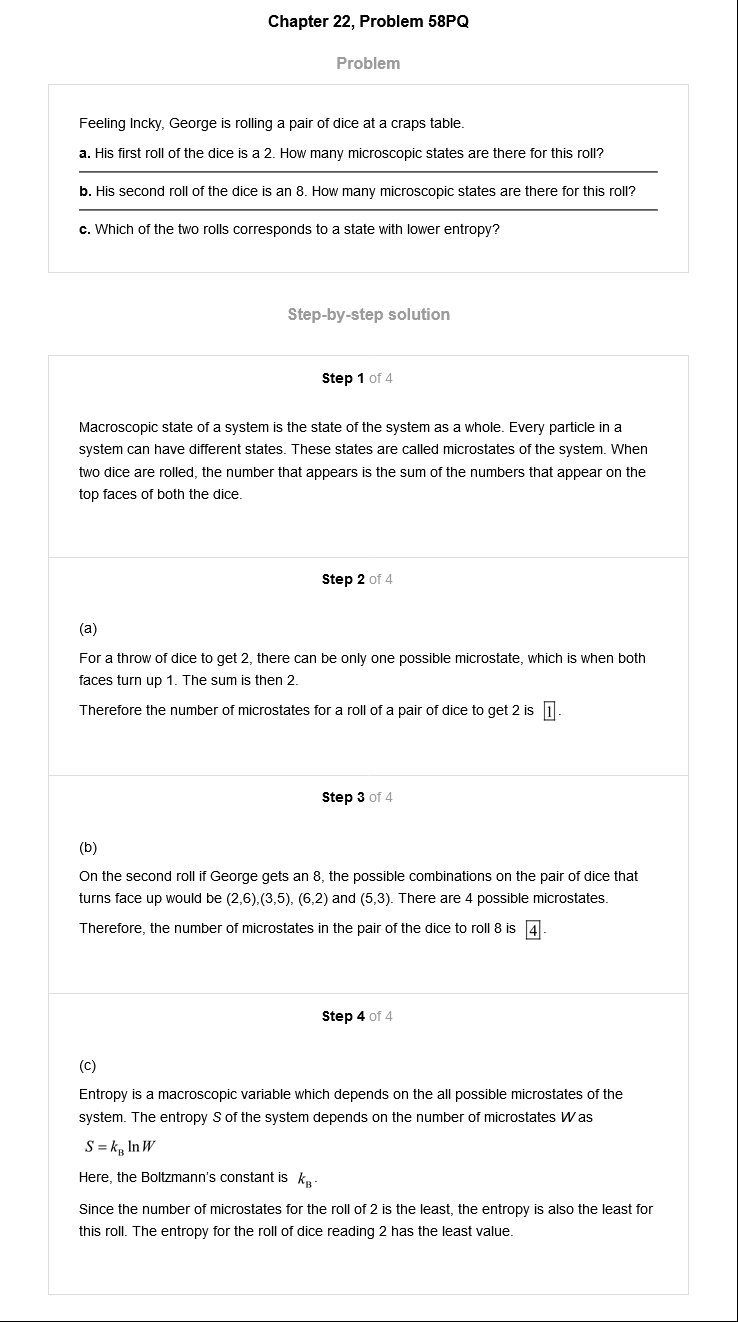 Chapter 22, Problem 58PQ
Problem
Feeling Incky, George is rolling a pair of dice at a craps table.
a. His first roll of the dice is a 2. How many microscopic states are there for this roll?
b. His second roll of the dice is an 8. How many microscopic states are there for this roll?
c. Which of the two rolls corresponds to a state with lower entropy?
Step-by-step solution
Step 1 of 4
Macroscopic state of a system is the state of the system as a whole. Every particle in a
system can have different states. These states are called microstates of the system. When
two dice are rolled, the number that appears is the sum of the numbers that appear on the
top faces of both the dice.
Step 2 of 4
(a)
For a throw of dice to get 2, there can be only one possible microstate, which is when both
faces turn up 1. The sum is then 2.
Therefore the number of microstates for a roll of a pair of dice to get 2 is 1.
Step 3 of 4
(b)
On the second roll if George gets an 8, the possible combinations on the pair of dice that
turns face up would be (2,6),(3,5), (6,2) and (5,3). There are 4 possible microstates.
Therefore, the number of microstates in the pair of the dice to roll 8 is 4.
Step 4 of 4
(c)
Entropy is a macroscopic variable which depends on the all possible microstates of the
system. The entropy S of the system depends on the number of microstates W as
S = k_B ln W
Here, the Boltzmann's constant is k_B.
Since the number of microstates for the roll of 2 is the least, the entropy is also the least for
this roll. The entropy for the roll of dice reading 2 has the least value.